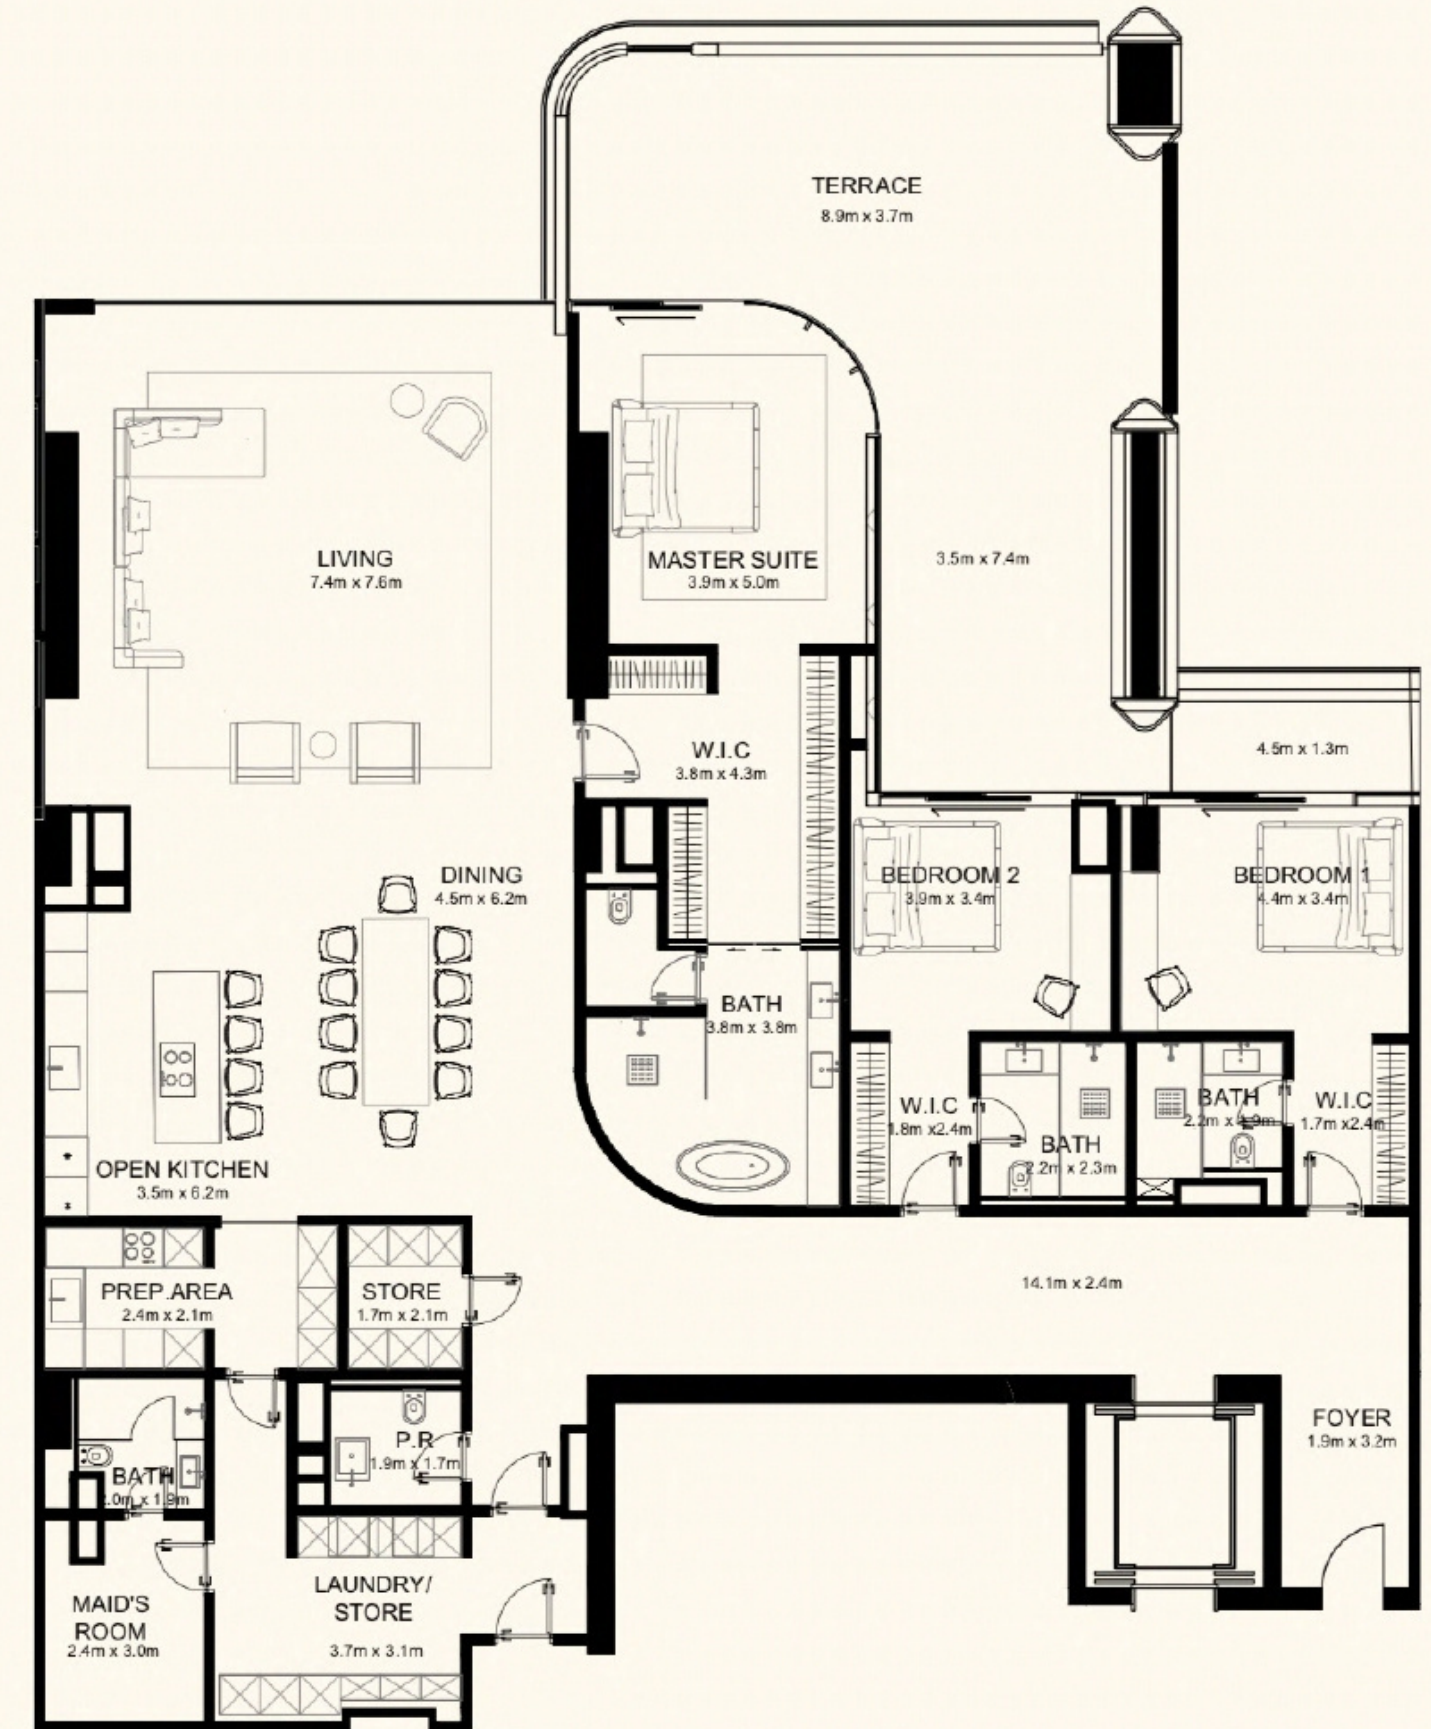 TERRACE
8.9m x 3.7m
LIVING
7.4m x 7.6m
MASTER SUITE
3.9m x 5.0m
3.5m x 7.4m
W.I.C
3.8m x 4.3m
4.5m x 1.3m
DINING
4.5m x 6.2m
BEDROOM 2
3.9m x 3.4m
BEDROOM 1
4.4m x 3.4m
BATH
3.8m x 3.8m
W.I.C
1.8m x2.4m
BATH
2.2m x 2.3m
BATH
2.2m x
W.I.C
1.7m x2.4m
OPEN KITCHEN
3.5m x 6.2m
PREP.AREA
2.4m x 2.1m
STORE
1.7m x 2.1m
14.1m x 2.4m
P.R
1.9m x 1.7m
FOYER
1.9m x 3.2m
BATH
x 1.9m
MAID'S
ROOM
2.4m x 3.0m
LAUNDRY/
STORE
3.7m x 3.1m